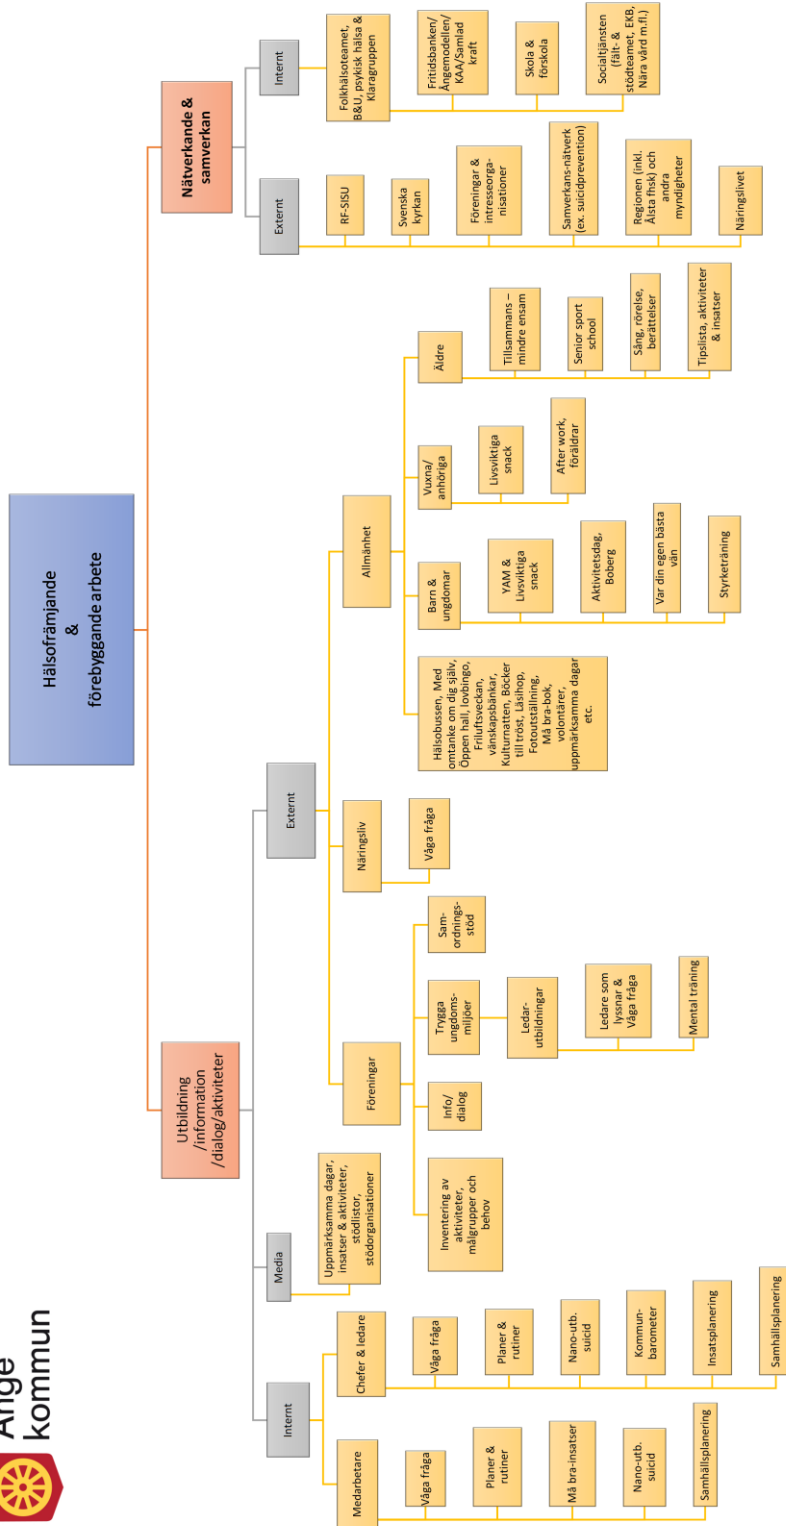 Ånge
kommun
Hälsofrämjande
&
förebyggande arbete
Utbildning
/information
/dialog/aktiviteter
Internt
Medarbetare
Våga fråga
Planer &
rutiner
Må bra-insatser
Nano-utb.
suicid
Samhällsplanering
Chefer & ledare
Våga fråga
Planer &
rutiner
Nano-utb.
suicid
Kommun-
barometer
Insatsplanering
Samhällsplanering
Media
Uppmärksamma dagar,
insatser & aktiviteter,
stödlistor,
stödorganisationer
Externt
Föreningar
Inventering av
aktiviteter,
målgrupper och
behov
Info/
dialog
Trygga
ungdoms-
miljöer
Ledar-
utbildningar
Ledare som
lyssnar &
Våga fråga
Mental träning
Sam-
ordnings-
stöd
Näringsliv
Våga fråga
Allmänhet
Hälsobussen, Med
omtanke om dig själv,
Öppen hall, lovbingo,
Friluftsveckan,
vänskapsbänkar,
Kulturnatten, Böcker
till tröst, Läsihop,
Fotoutställning,
Må bra-bok,
volontärer,
uppmärksamma dagar
etc.
Barn &
ungdomar
YAM &
Livsviktiga
snack
Aktivitetsdag,
Boberg
Var din egen bästa
vän
Styrketräning
Vuxna/
anhöriga
Livsviktiga
snack
After work,
föräldrar
Äldre
Tillsammans –
mindre ensam
Senior sport
school
Sång, rörelse,
berättelser
Tipslista, aktiviteter
& insatser
Nätverkande &
samverkan
Externt
RF-SISU
Svenska
kyrkan
Föreningar &
intresseorga-
nisationer
Samverkans-nätverk
(ex. suicidprevention)
Regionen (inkl.
Ålsta fhsk) och
andra
myndigheter
Näringslivet
Internt
Folkhälsoteamet,
B&U, psykisk hälsa &
Klaragruppen
Fritidsbanken/
Ångemodellen/
KAA/Samlad
kraft
Skola &
förskola
Socialtjänsten
(fält- &
stödteamet, EKB,
Nära vård m.fl.)